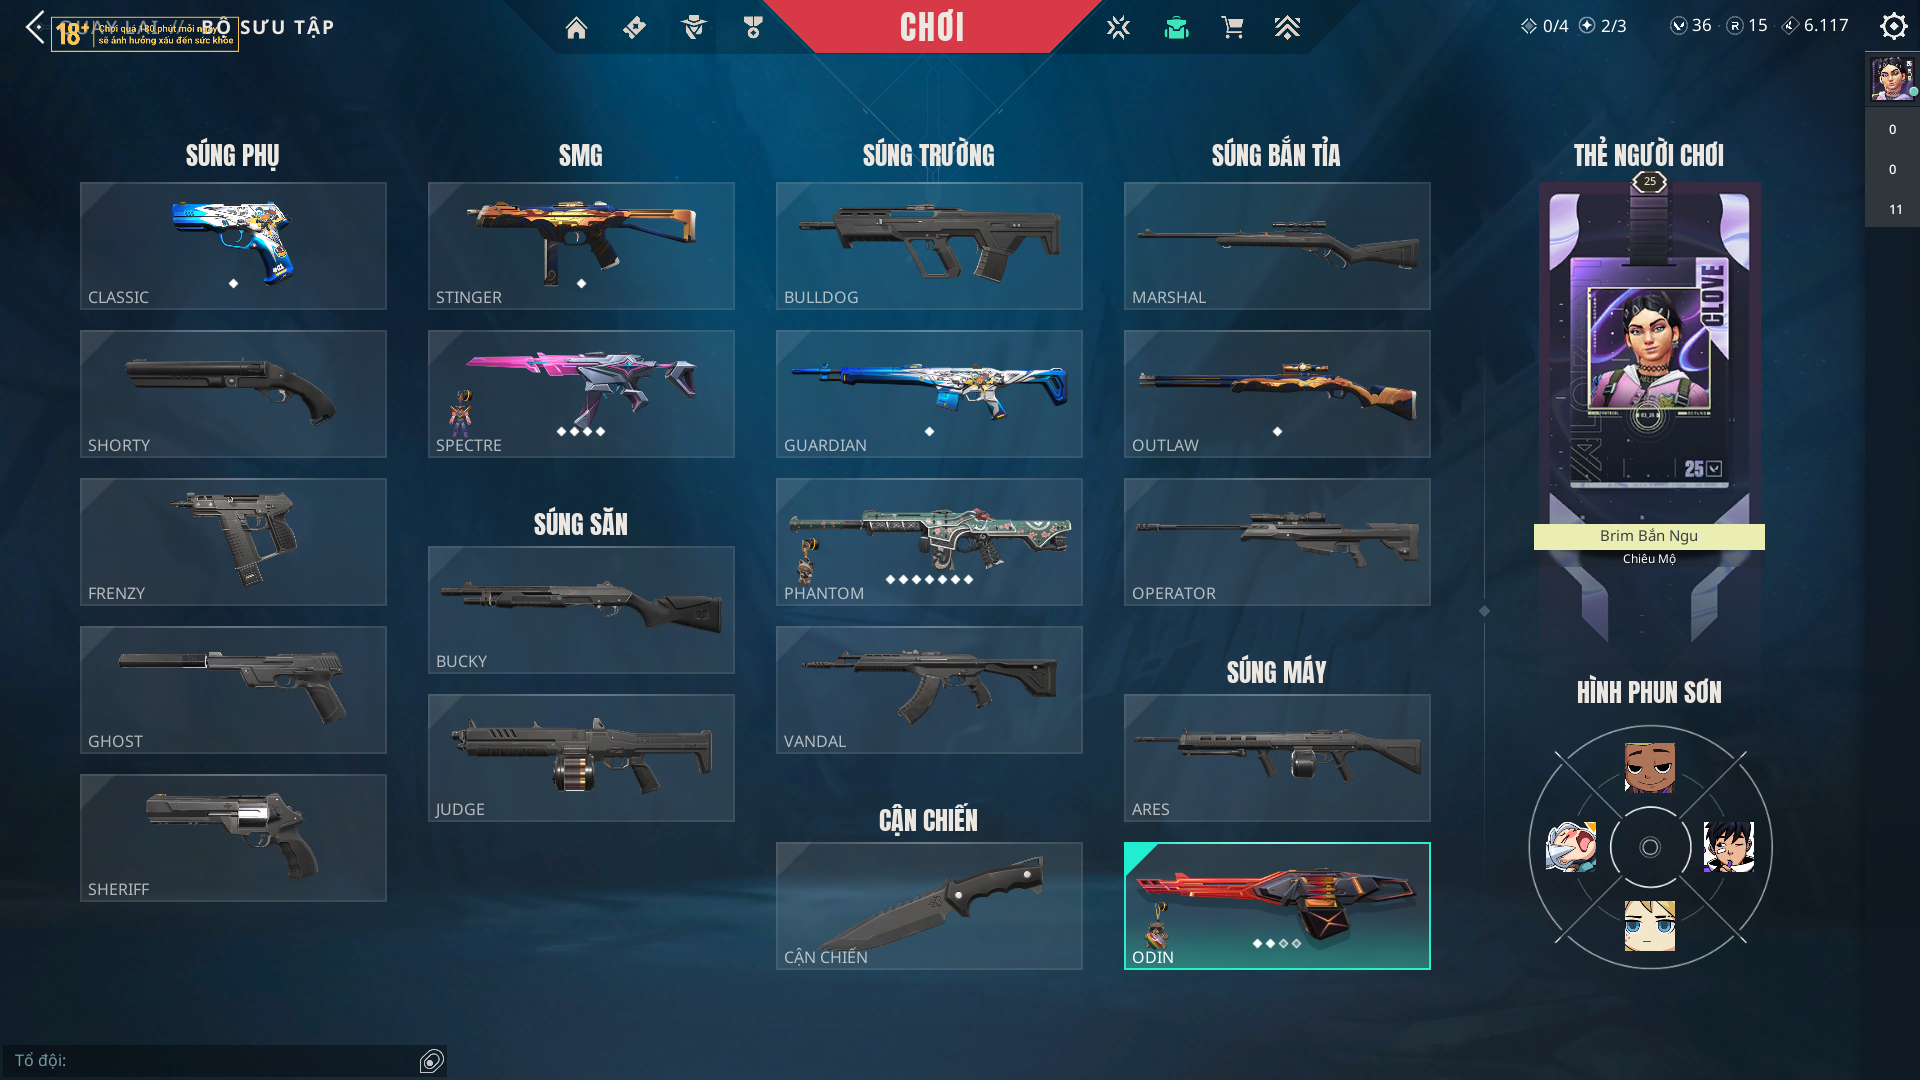 QUAY LẠI // BỘ SƯU TẬP
18+
Chơi quá 180 phút mỗi ngày
sẽ ảnh hưởng xấu đến sức khỏe
CHƠI
0/4
2/3
36
15
6.117
0
0
11
SÚNG PHỤ
CLASSIC
SHORTY
FRENZY
GHOST
SHERIFF
SMG
STINGER
SPECTRE
SÚNG SĂN
BUCKY
JUDGE
SÚNG TRƯỜNG
BULLDOG
GUARDIAN
PHANTOM
VANDAL
CẬN CHIẾN
CẬN CHIẾN
SÚNG BẮN TỈA
MARSHAL
OUTLAW
OPERATOR
SÚNG MÁY
ARES
ODIN
THẺ NGƯỜI CHƠI
25
CLOVE
25
Brim Bắn Ngu
Chiêu Mộ
HÌNH PHUN SƠN
Tổ đội: